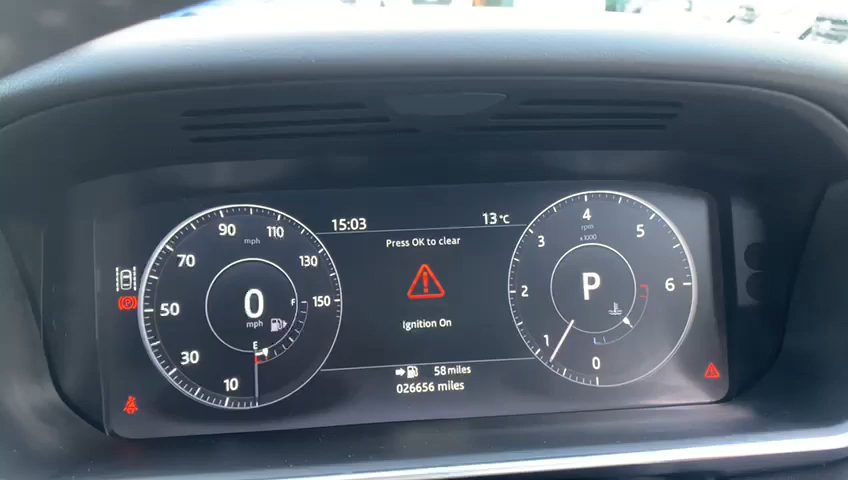 15:03
13°C
Press OK to clear
Ignition On
58 miles
026656 miles
10
30
50
70
90
110
130
150
mph
0
mph
F
E
0
1
2
3
4
5
6
rpm
x1000
P
(P)